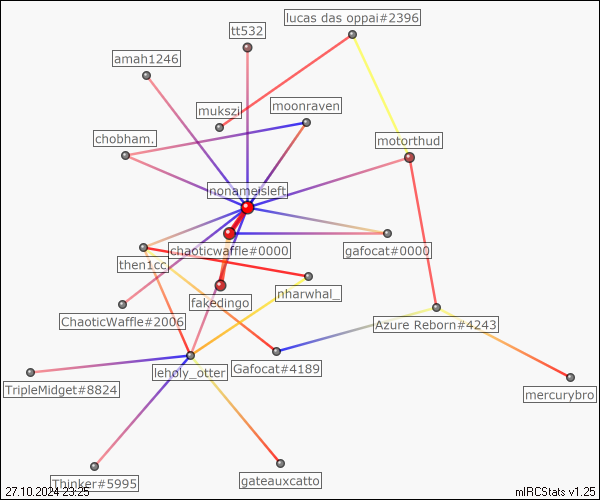 lucas das oppai#2396
tt532
amah1246
moonraven
mukszi
chobham.
motorthud
nonameisleft
chaoticwaffle#0000
gafocat#0000
then1cc
nharwhal_
fakedingo
ChaoticWaffle#2006
Azure Reborn#4243
Gafocat#4189
leholy_otter
TripleMidget#8824
mercurybro
Thinker#5995
gateauxcatto
27.10.2024 23:25
mIRCStats v1.25